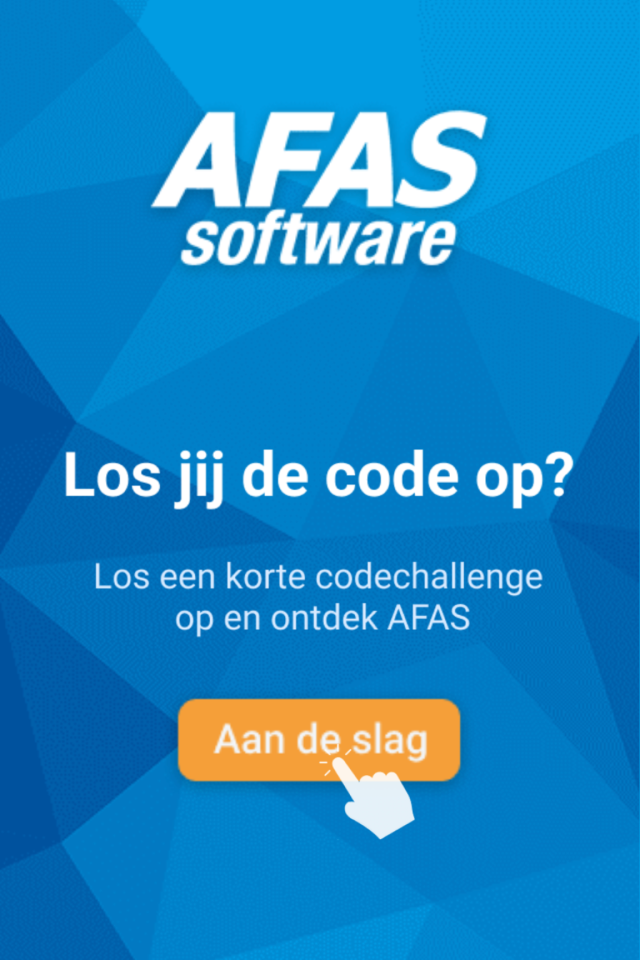 AFAS
software
Los jij de code op?
Los een korte codechallenge
op en ontdek AFAS
Aan de slag